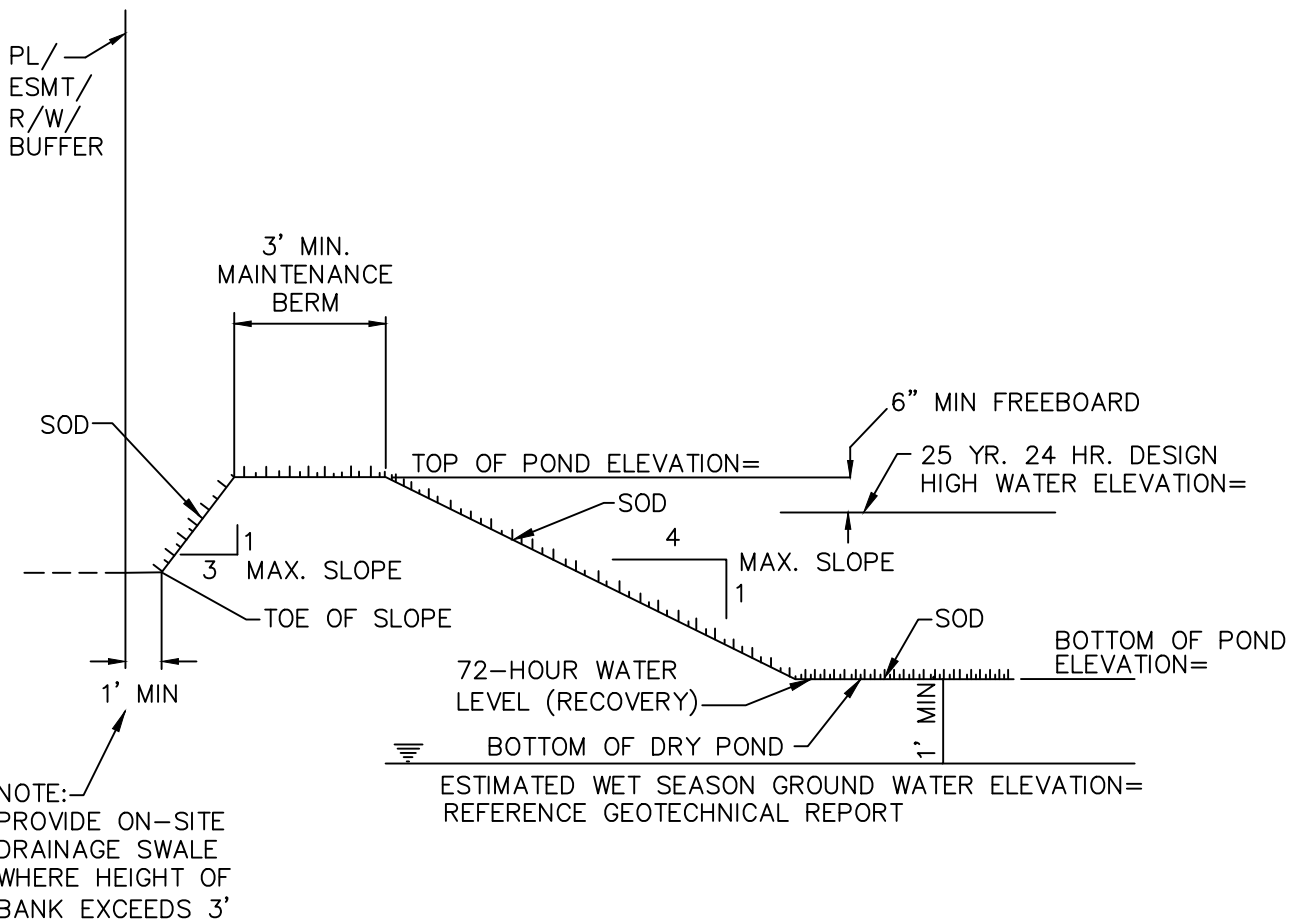 PL/
ESMT/
R/W/
BUFFER
3' MIN.
MAINTENANCE
BERM
SOD
TOP OF POND ELEVATION=
6” MIN FREEBOARD
25 YR. 24 HR. DESIGN
HIGH WATER ELEVATION=
SOD
1
3
MAX. SLOPE
4
1
MAX. SLOPE
TOE OF SLOPE
1' MIN
SOD
BOTTOM OF POND
ELEVATION=
72-HOUR WATER
LEVEL (RECOVERY)
1' MIN
BOTTOM OF DRY POND
ESTIMATED WET SEASON GROUND WATER ELEVATION=
REFERENCE GEOTECHNICAL REPORT
NOTE:
PROVIDE ON-SITE
DRAINAGE SWALE
WHERE HEIGHT OF
BANK EXCEEDS 3'